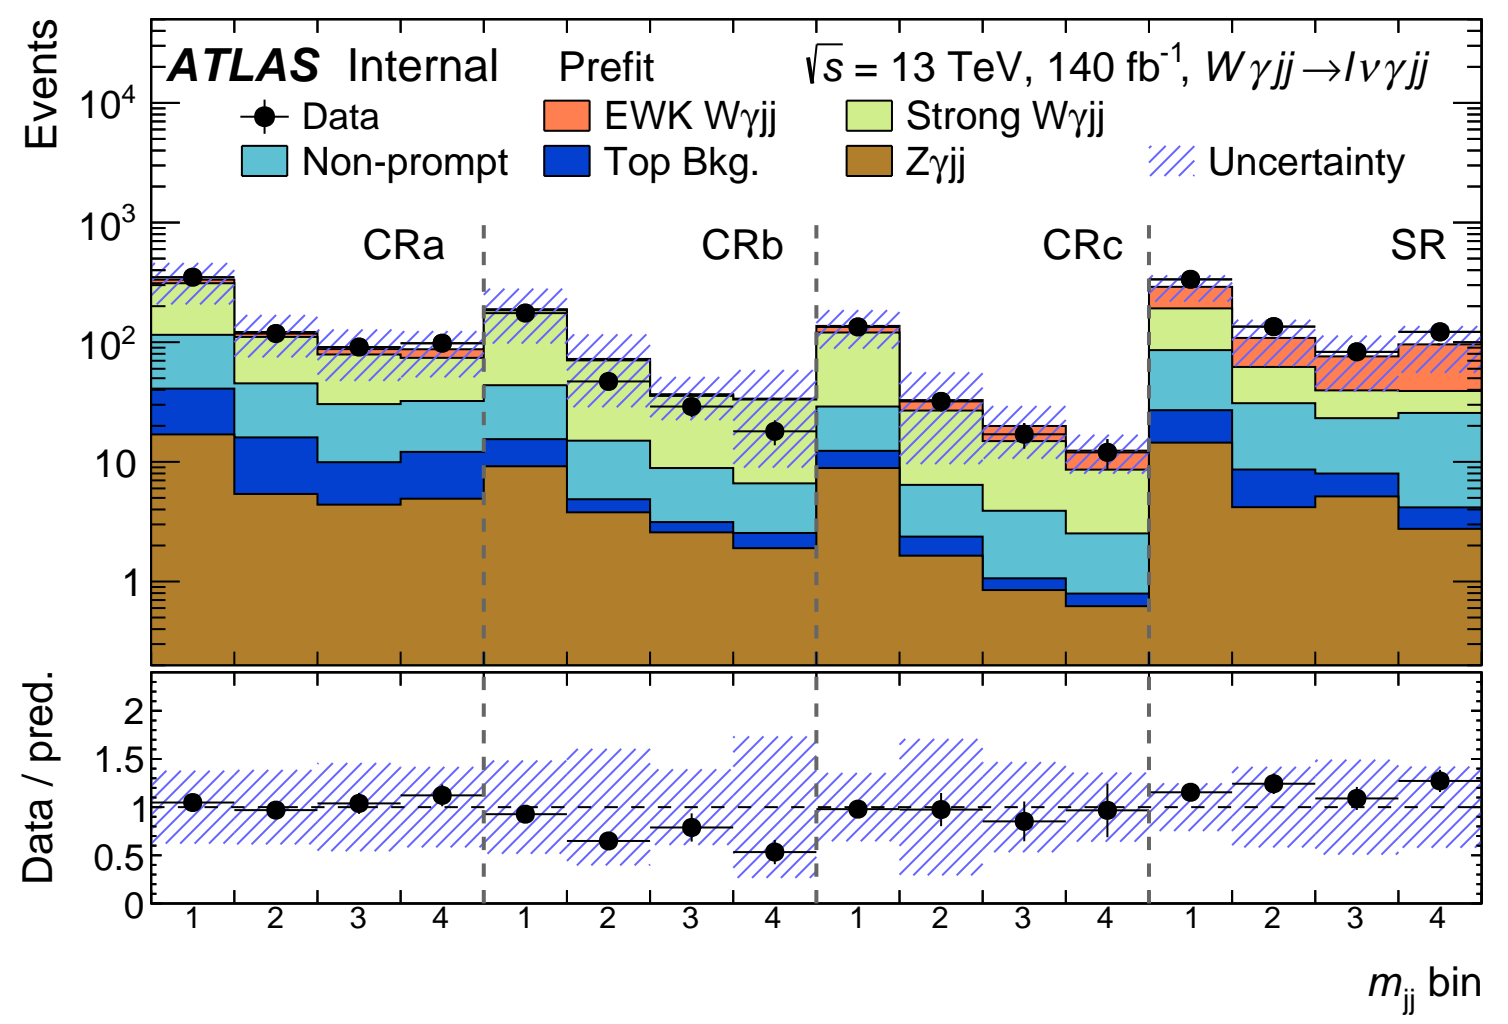 Events
10⁴
10³
10²
10
1
ATLAS Internal Prefit √s = 13 TeV, 140 fb⁻¹, Wγjj→lνγjj
Data EWK Wγjj Strong Wγjj
Non-prompt Top Bkg. Zγjj Uncertainty
CRa CRb CRc SR
Data / pred.
2
1.5
1
0.5
0
1 2 3 4 1 2 3 4 1 2 3 4 1 2 3 4
m_jj bin